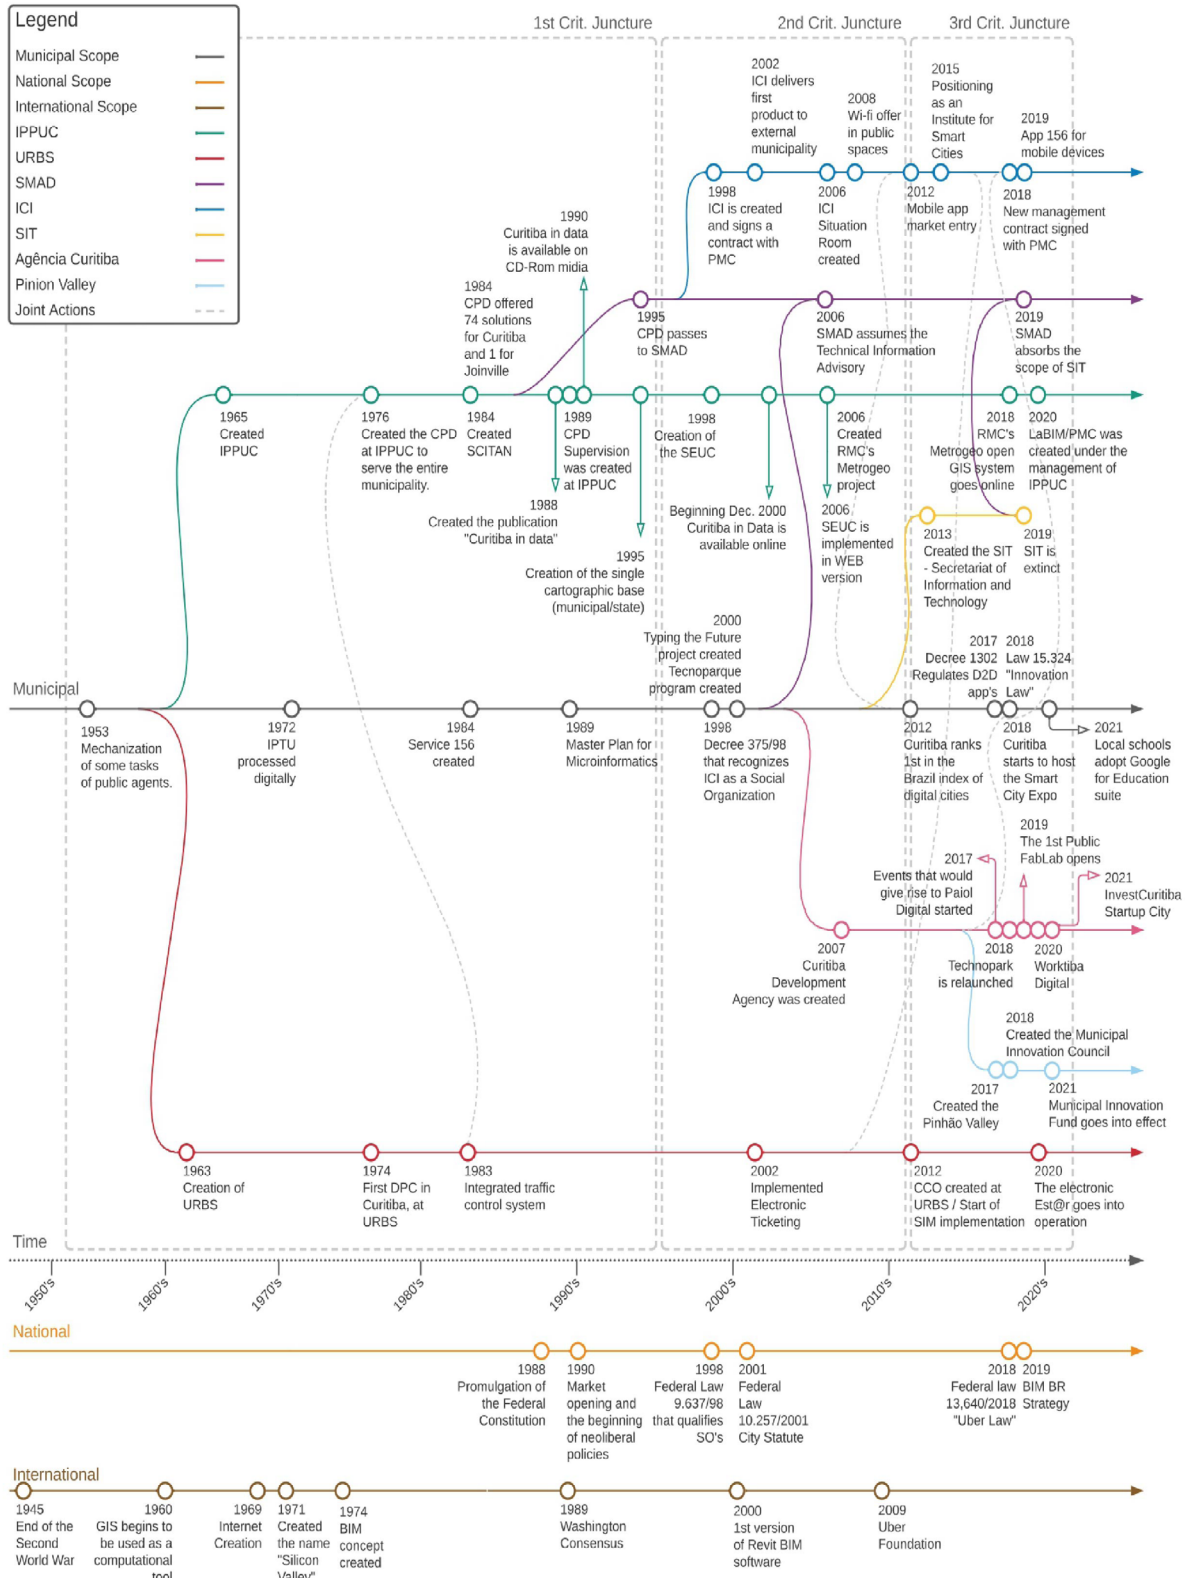 Legend
Municipal Scope
National Scope
International Scope
IPPUC
URBS
SMAD
ICI
SIT
Agência Curitiba
Pinion Valley
Joint Actions
1st Crit. Juncture
2nd Crit. Juncture
3rd Crit. Juncture
2002
ICI delivers
first
product to
external
municipality
2008
Wi-fi offer
in public
spaces
2015
Positioning
as an
Institute for
Smart
Cities
2019
App 156 for
mobile devices
1998
ICI is created
and signs a
contract with
PMC
2006
ICI
Situation
Room
created
2012
Mobile app
market entry
2018
New management
contract signed
with PMC
1990
Curitiba in data
is available on
CD-Rom midia
1984
CPD offered
74 solutions
for Curitiba
and 1 for
Joinville
1995
CPD passes
to SMAD
2006
SMAD assumes the
Technical Information
Advisory
2019
SMAD
absorbs the
scope of SIT
1965
Created
IPPUC
1976
Created the CPD
at IPPUC to
serve the entire
municipality.
1984
Created
SCITAN
1989
CPD
Supervision
was created
at IPPUC
1998
Creation of
the SEUC
2006
Created
RMC's
Metrogeo
project
2018
RMC's
Metrogeo open
GIS system
goes online
2020
LaBIM/PMC was
created under the
management of
IPPUC
1988
Created the publication
"Curitiba in data"
1995
Creation of the single
cartographic base
(municipal/state)
Beginning Dec. 2000
Curitiba in Data is
available online
2006
SEUC is
implemented
in WEB
version
2013
Created the SIT
- Secretariat of
Information and
Technology
2019
SIT is
extinct
2000
Typing the Future
project created
Tecnoparque
program created
2017
Decree 1302
Regulates D2D
app's
2018
Law 15.324
"Innovation
Law"
Municipal
1953
Mechanization
of some tasks
of public agents.
1972
IPTU
processed
digitally
1984
Service 156
created
1989
Master Plan for
Microinformatics
1998
Decree 375/98
that recognizes
ICI as a Social
Organization
2012
Curitiba ranks
1st in the
Brazil index of
digital cities
2018
Curitiba
starts to host
the Smart
City Expo
2021
Local schools
adopt Google
for Education
suite
2017
Events that would
give rise to Paiol
Digital started
2019
The 1st Public
FabLab opens
2021
InvestCuritiba
Startup City
2007
Curitiba
Development
Agency was created
2018
Technopark
is relaunched
2020
Worktiba
Digital
2018
Created the Municipal
Innovation Council
2017
Created the
Pinhão Valley
2021
Municipal Innovation
Fund goes into effect
1963
Creation of
URBS
1974
First DPC in
Curitiba, at
URBS
1983
Integrated traffic
control system
2002
Implemented
Electronic
Ticketing
2012
CCO created at
URBS / Start of
SIM implementation
2020
The electronic
Est@r goes into
operation
Time
1950's
1960's
1970's
1980's
1990's
2000's
2010's
2020's
National
1988
Promulgation of
the Federal
Constitution
1990
Market
opening and
the beginning
of neoliberal
policies
1998
Federal Law
9.637/98
that qualifies
SO's
2001
Federal
Law
10.257/2001
City Statute
2018
Federal law
13,640/2018
"Uber Law"
2019
BIM BR
Strategy
International
1945
End of the
Second
World War
1960
GIS begins to
be used as a
computational
tool
1969
Internet
Creation
1971
Created
the name
"Silicon
Valley"
1974
BIM
concept
created
1989
Washington
Consensus
2000
1st version
of Revit BIM
software
2009
Uber
Foundation